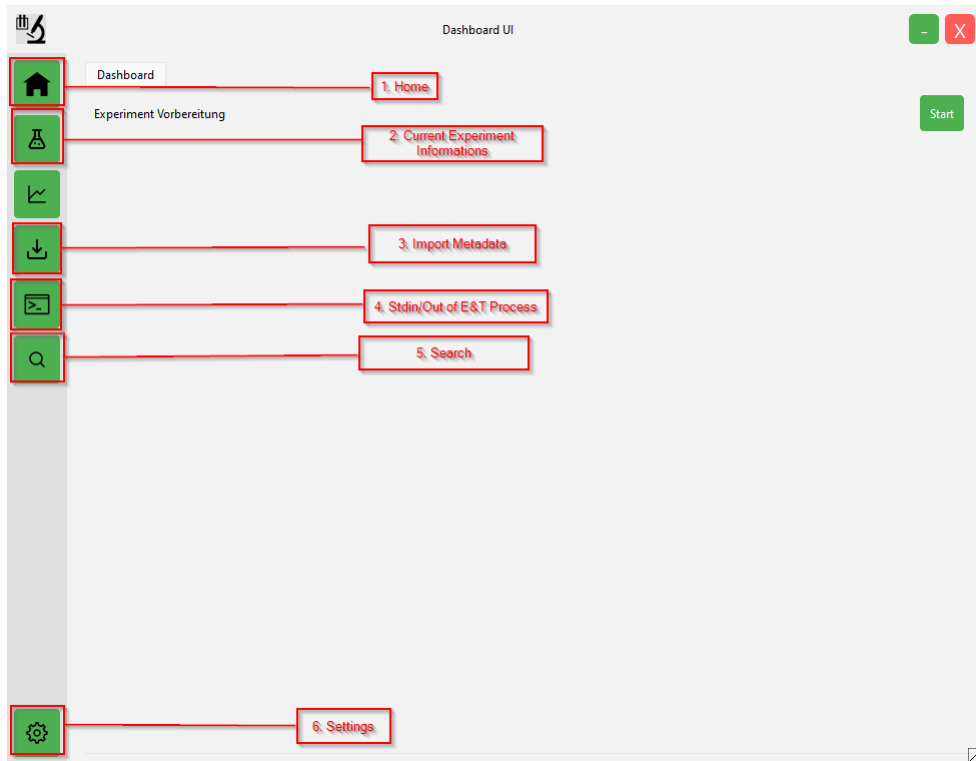 Dashboard UI
-
X
Dashboard
1. Home
Experiment Vorbereitung
Start
2. Current Experiment
Informations
3. Import Metadata
4. Stdin/Out of E&T Process
5. Search
6. Settings